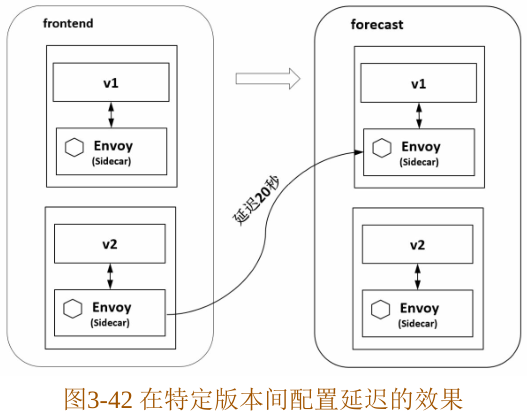 frontend
v1
Envoy
(Sidecar)
v2
Envoy
(Sidecar)
延迟20秒
forecast
v1
Envoy
(Sidecar)
v2
Envoy
(Sidecar)
图3-42 在特定版本间配置延迟的效果